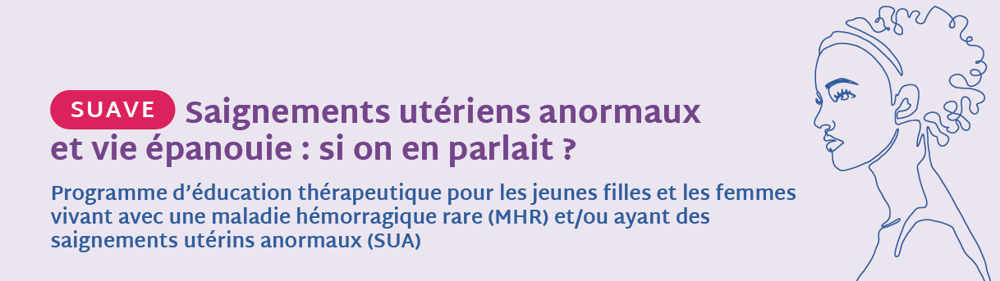 SUAVE Saignements utériens anormaux
et vie épanouie : si on en parlait ?
Programme d’éducation thérapeutique pour les jeunes filles et les femmes
vivant avec une maladie hémorragique rare (MHR) et/ou ayant des
saignements utérins anormaux (SUA)